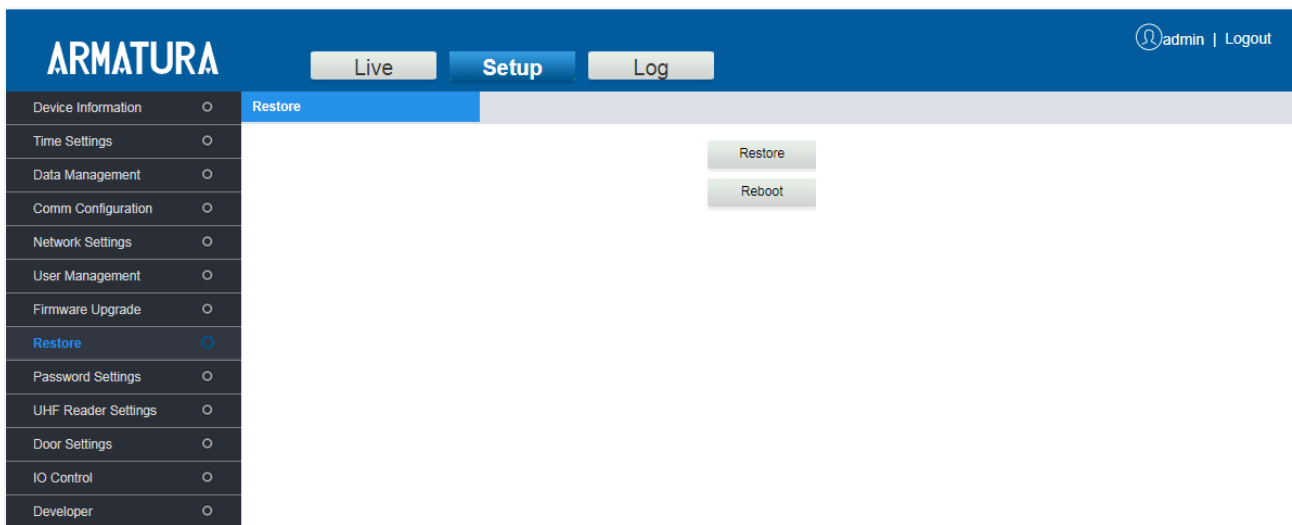 ARMATURA
Live
Setup
Log
admin | Logout
Device Information
Time Settings
Data Management
Comm Configuration
Network Settings
User Management
Firmware Upgrade
Restore
Password Settings
UHF Reader Settings
Door Settings
IO Control
Developer
Restore
Restore
Reboot